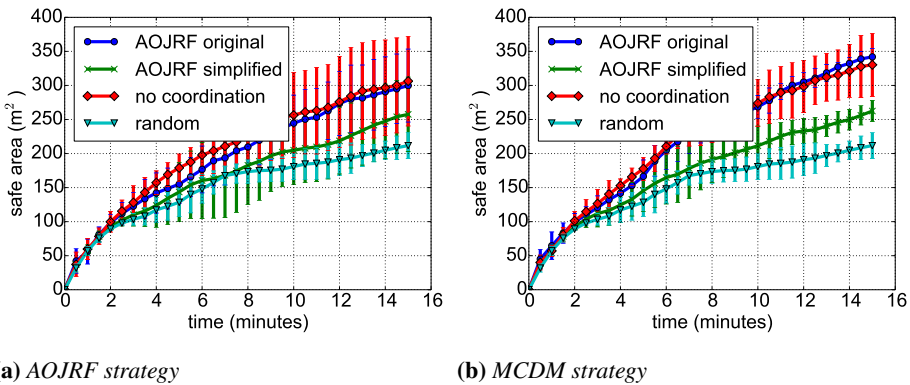 400
350
300
250
200
150
100
50
0
safe area (m²)
AOJRF original
AOJRF simplified
no coordination
random
0 2 4 6 8 10 12 14 16
time (minutes)
(a) AOJRF strategy
400
350
300
250
200
150
100
50
0
safe area (m²)
AOJRF original
AOJRF simplified
no coordination
random
0 2 4 6 8 10 12 14 16
time (minutes)
(b) MCDM strategy